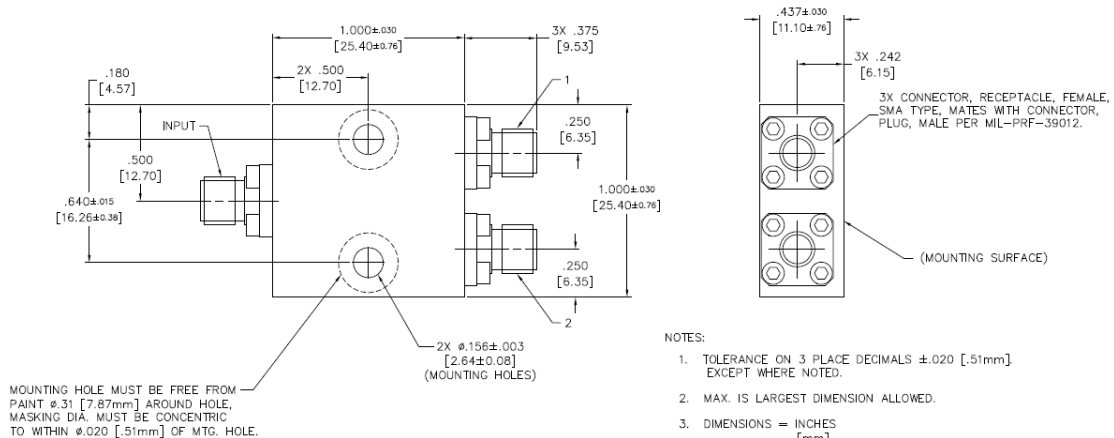 1.000±.030
[25.40±0.76]
3X .375
[9.53]
2X .500
[12.70]
1
.180
[4.57]
INPUT
.500
[12.70]
.640±.015
[16.26±0.38]
.250
[6.35]
1.000±.030
[25.40±0.76]
.250
[6.35]
2
2X ø.156±.003
[2.64±0.08]
(MOUNTING HOLES)
MOUNTING HOLE MUST BE FREE FROM
PAINT ø.31 [7.87mm] AROUND HOLE,
MASKING DIA. MUST BE CONCENTRIC
TO WITHIN ø.020 [.51mm] OF MTG. HOLE.
.437±.030
[11.10±.76]
3X .242
[6.15]
3X CONNECTOR, RECEPTACLE, FEMALE,
SMA TYPE, MATES WITH CONNECTOR,
PLUG, MALE PER MIL-PRF-39012.
(MOUNTING SURFACE)
NOTES:
1. TOLERANCE ON 3 PLACE DECIMALS ±.020 [.51mm].
EXCEPT WHERE NOTED.
2. MAX. IS LARGEST DIMENSION ALLOWED.
3. DIMENSIONS = INCHES
[mm]